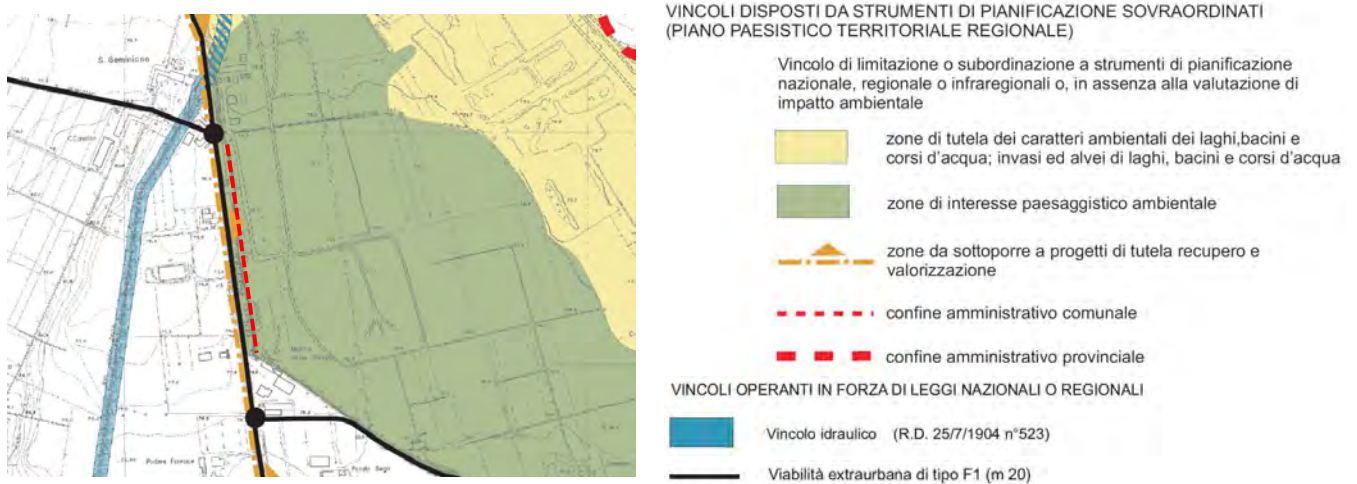 VINCOLI DISPOSTI DA STRUMENTI DI PIANIFICAZIONE SOVRAORDINATI
(PIANO PAESISTICO TERRITORIALE REGIONALE)
Vincolo di limitazione o subordinazione a strumenti di pianificazione
nazionale, regionale o infraregionali o, in assenza alla valutazione di
impatto ambientale
zone di tutela dei caratteri ambientali dei laghi,bacini e
corsi d'acqua; invasi ed alvei di laghi, bacini e corsi d'acqua
zone di interesse paesaggistico ambientale
zone da sottoporre a progetti di tutela recupero e
valorizzazione
confine amministrativo comunale
confine amministrativo provinciale
VINCOLI OPERANTI IN FORZA DI LEGGI NAZIONALI O REGIONALI
Vincolo idraulico (R.D. 25/7/1904 n°523)
Viabilità extraurbana di tipo F1 (m 20)
S. Geminiano